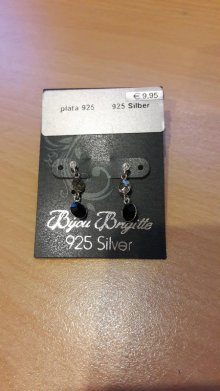 € 9.95
plata 925 925 Silber
Bijou Brigitte
925 Silver